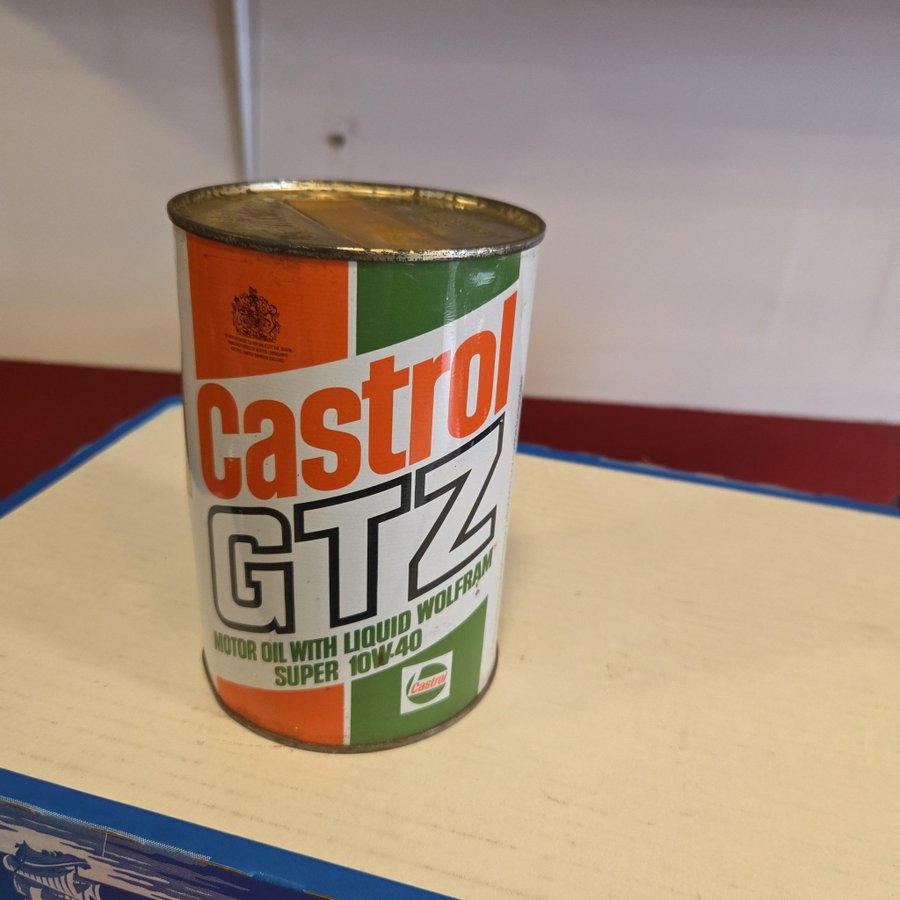 Castrol
GTZ
MOTOR OIL WITH LIQUID WOLFRAM
SUPER 10W-40
Castrol